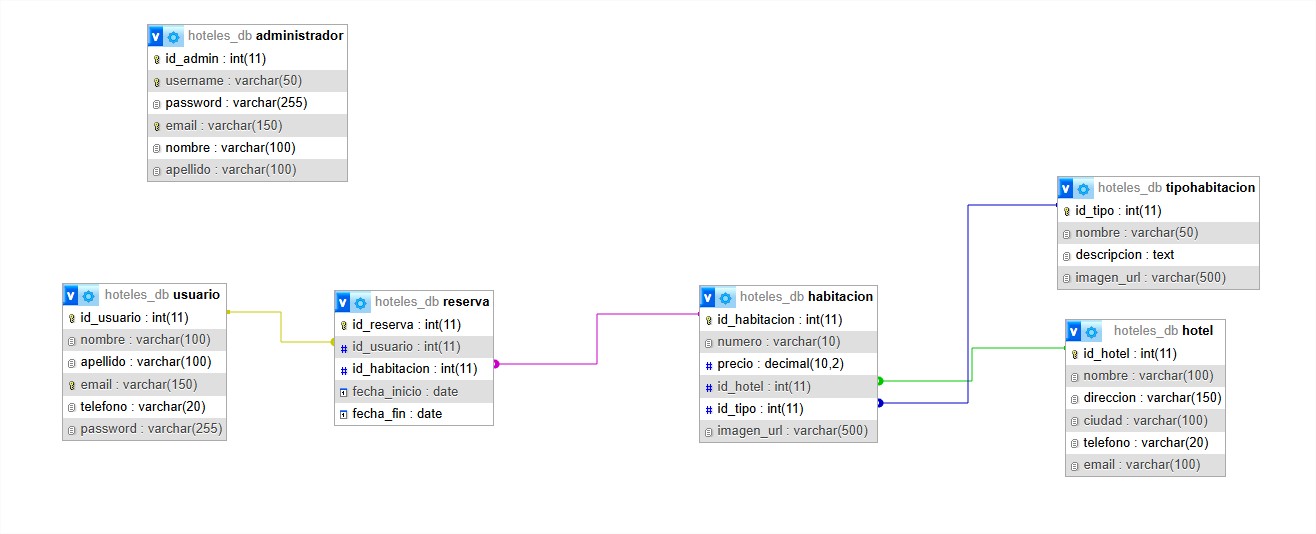 hoteles_db administrador
id_admin : int(11)
username : varchar(50)
password : varchar(255)
email : varchar(150)
nombre : varchar(100)
apellido : varchar(100)
hoteles_db usuario
id_usuario : int(11)
nombre : varchar(100)
apellido : varchar(100)
email : varchar(150)
telefono : varchar(20)
password : varchar(255)
hoteles_db reserva
id_reserva : int(11)
# id_usuario : int(11)
# id_habitacion : int(11)
fecha_inicio : date
fecha_fin : date
hoteles_db habitacion
id_habitacion : int(11)
numero : varchar(10)
# precio : decimal(10,2)
# id_hotel : int(11)
# id_tipo : int(11)
imagen_url : varchar(500)
hoteles_db tipohabitacion
id_tipo : int(11)
nombre : varchar(50)
descripcion : text
imagen_url : varchar(500)
hoteles_db hotel
id_hotel : int(11)
nombre : varchar(100)
direccion : varchar(150)
ciudad : varchar(100)
telefono : varchar(20)
email : varchar(100)